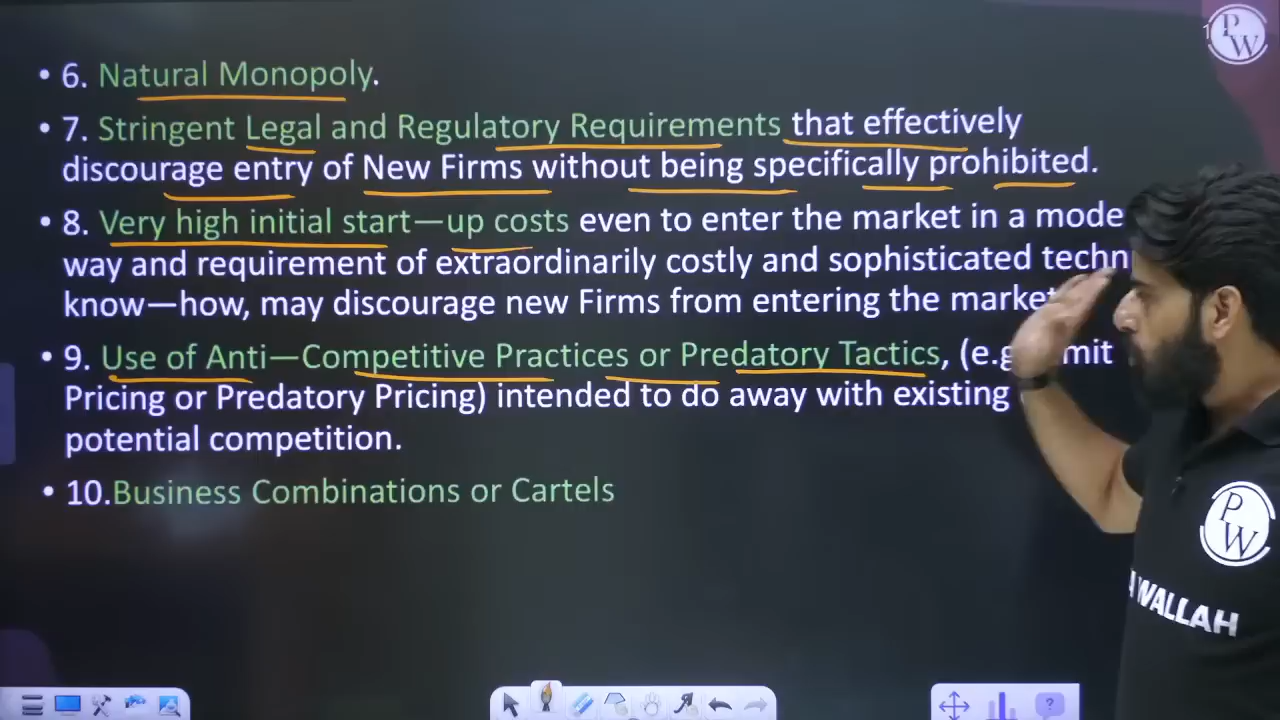 • 6. Natural Monopoly.
• 7. Stringent Legal and Regulatory Requirements that effectively
discourage entry of New Firms without being specifically prohibited.
• 8. Very high initial start—up costs even to enter the market in a mode
way and requirement of extraordinarily costly and sophisticated techn
know—how, may discourage new Firms from entering the market
• 9. Use of Anti—Competitive Practices or Predatory Tactics, (e.g mit
Pricing or Predatory Pricing) intended to do away with existing
potential competition.
• 10.Business Combinations or Cartels
PW
PW
WALLAH